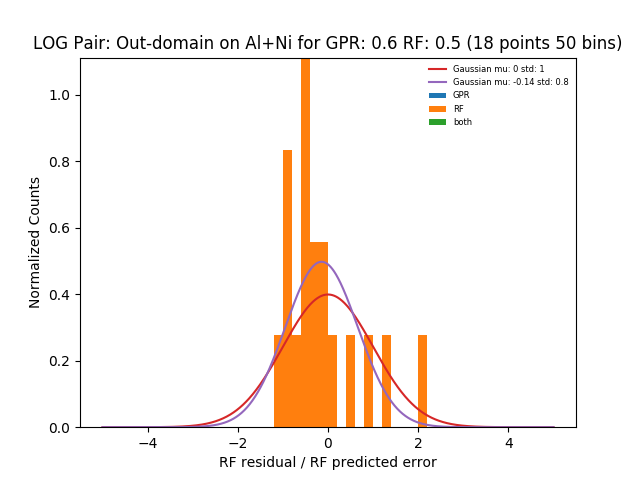 LOG Pair: Out-domain on Al+Ni for GPR: 0.6 RF: 0.5 (18 points 50 bins)
Gaussian mu: 0 std: 1
Gaussian mu: -0.14 std: 0.8
GPR
RF
both
Normalized Counts
1.0
0.8
0.6
0.4
0.2
0.0
−4 −2 0 2 4
RF residual / RF predicted error